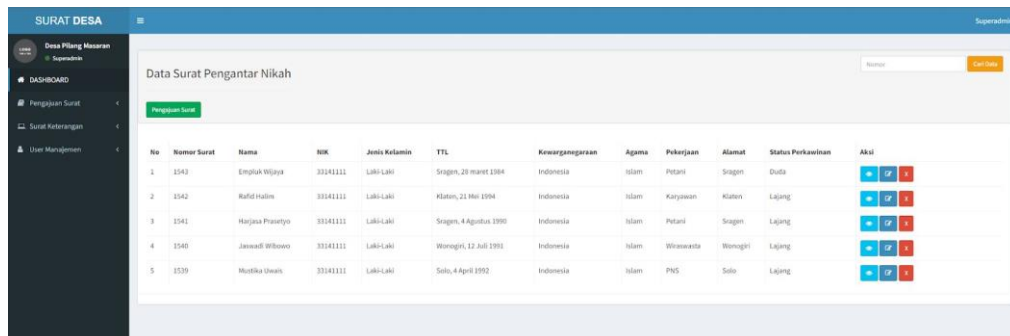 SURAT DESA
Superadmin
Desa Pilang Masaran
Superadmin
DASHBOARD
Pengajuan Surat
Surat Keterangan
User Manajemen
Data Surat Pengantar Nikah
Nomor
Cari Data
Pengajuan Surat
No Nomor Surat Nama NIK Jenis Kelamin TTL Kewarganegaraan Agama Pekerjaan Alamat Status Perkawinan Aksi
1 1543 Empluk Wijaya 33141111 Laki-Laki Sragen, 28 maret 1984 Indonesia Islam Petani Sragen Duda X
2 1542 Rafid Halim 33141111 Laki-Laki Klaten, 21 Mei 1994 Indonesia Islam Karyawan Klaten Lajang X
3 1541 Harjasa Prasetyo 33141111 Laki-Laki Sragen, 4 Agustus 1990 Indonesia Islam Petani Sragen Lajang X
4 1540 Jaswadi Wibowo 33141111 Laki-Laki Wonogiri, 12 Juli 1991 Indonesia Islam Wiraswasta Wonogiri Lajang X
5 1539 Mustika Uwais 33141111 Laki-Laki Solo, 4 April 1992 Indonesia Islam PNS Solo Lajang X